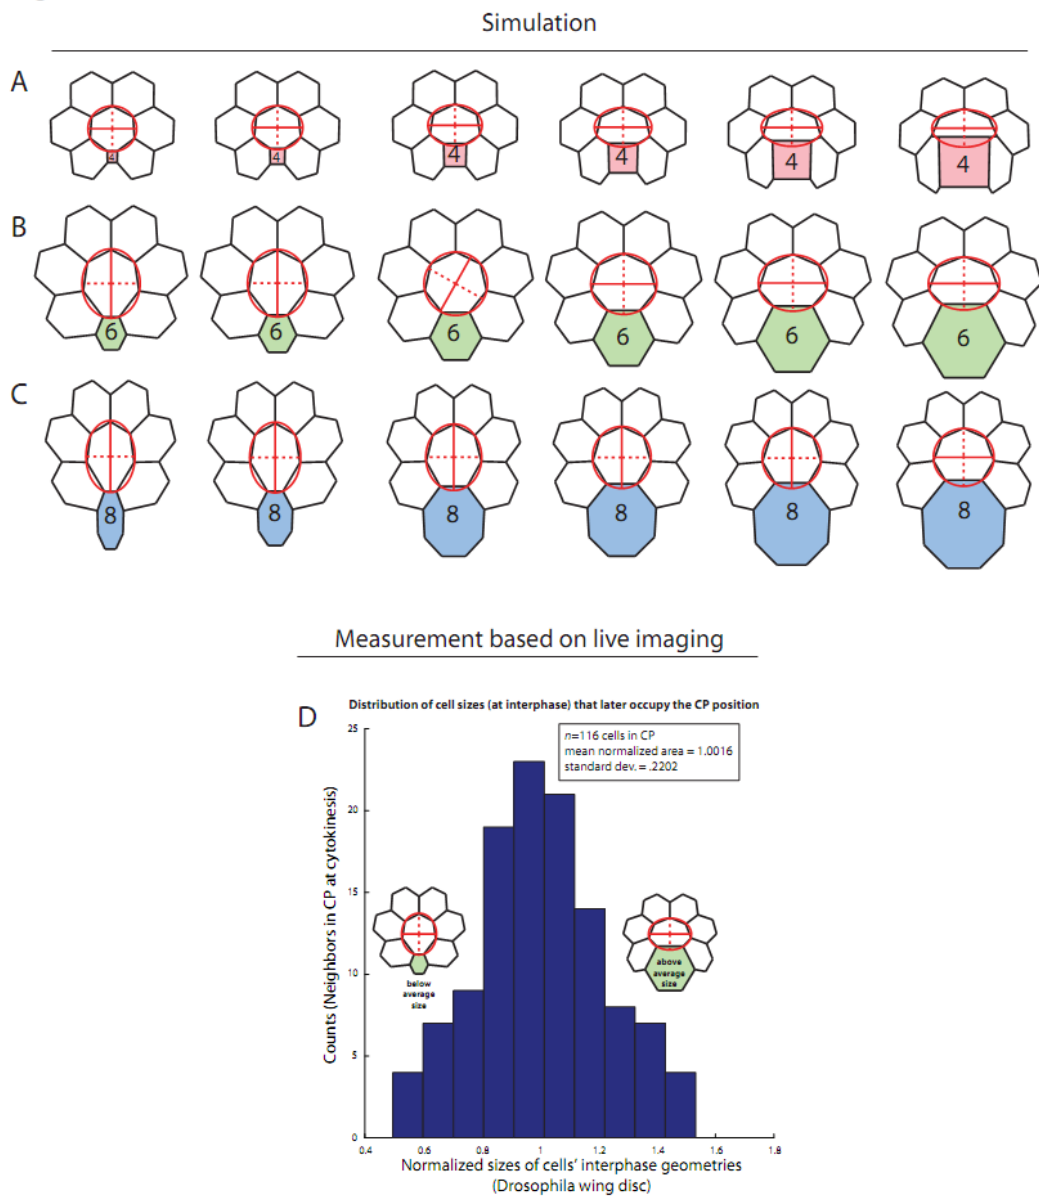 Simulation
A
4 4 4 4 4 4
B
6 6 6 6 6 6
C
8 8 8 8 8 8
Measurement based on live imaging
D
Distribution of cell sizes (at interphase) that later occupy the CP position
n=116 cells in CP
mean normalized area = 1.0016
standard dev. = .2202
Counts (Neighbors in CP at cytokinesis)
25
20
15
10
5
0
below
average
size
above
average
size
0.4 0.6 0.8 1 1.2 1.4 1.6 1.8
Normalized sizes of cells' interphase geometries
(Drosophila wing disc)